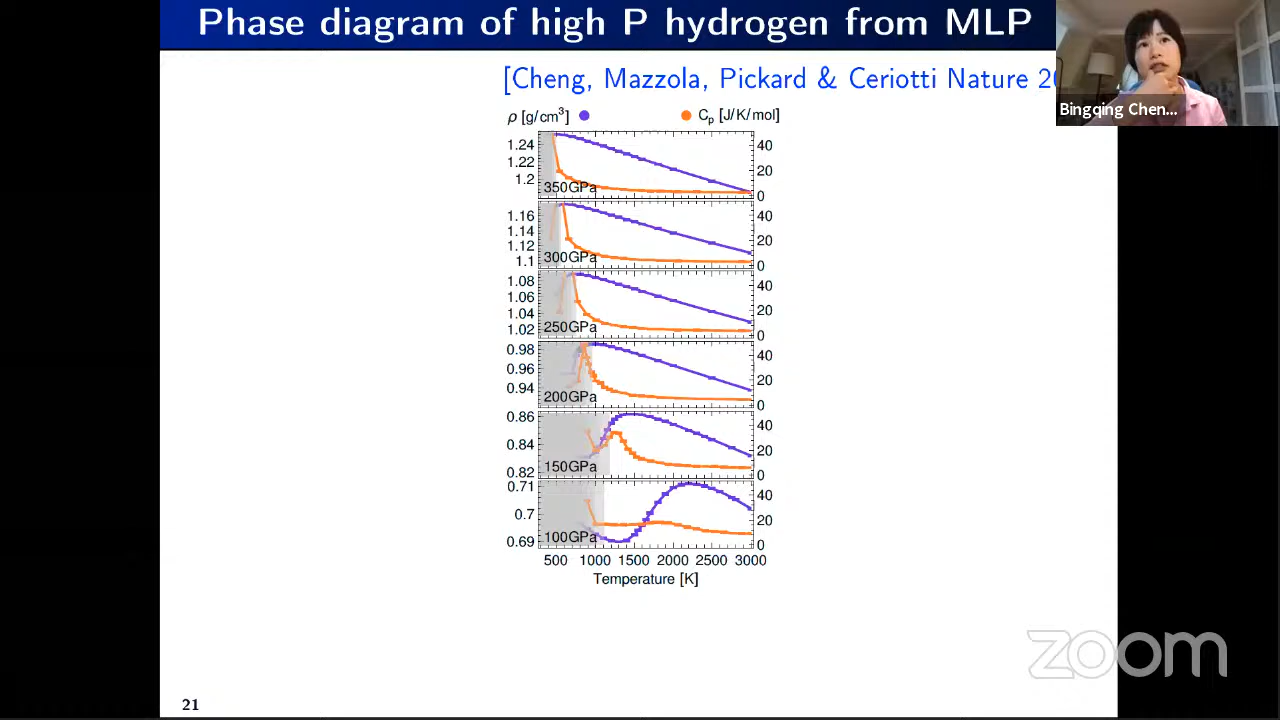 Phase diagram of high P hydrogen from MLP
[Cheng, Mazzola, Pickard & Ceriotti Nature
Bingqing Chen...
ρ [g/cm³] Cp [J/K/mol]
1.24 40
1.22 20
1.2 0
350GPa
1.16 40
1.14 20
1.12
1.1 0
300GPa
1.08 40
1.06 20
1.04
1.02 0
250GPa
0.98 40
0.96 20
0.94 0
200GPa
0.86 40
0.84 20
0.82 0
150GPa
0.71 40
0.7 20
0.69 0
100GPa
500 1000 1500 2000 2500 3000
Temperature [K]
zoom
21